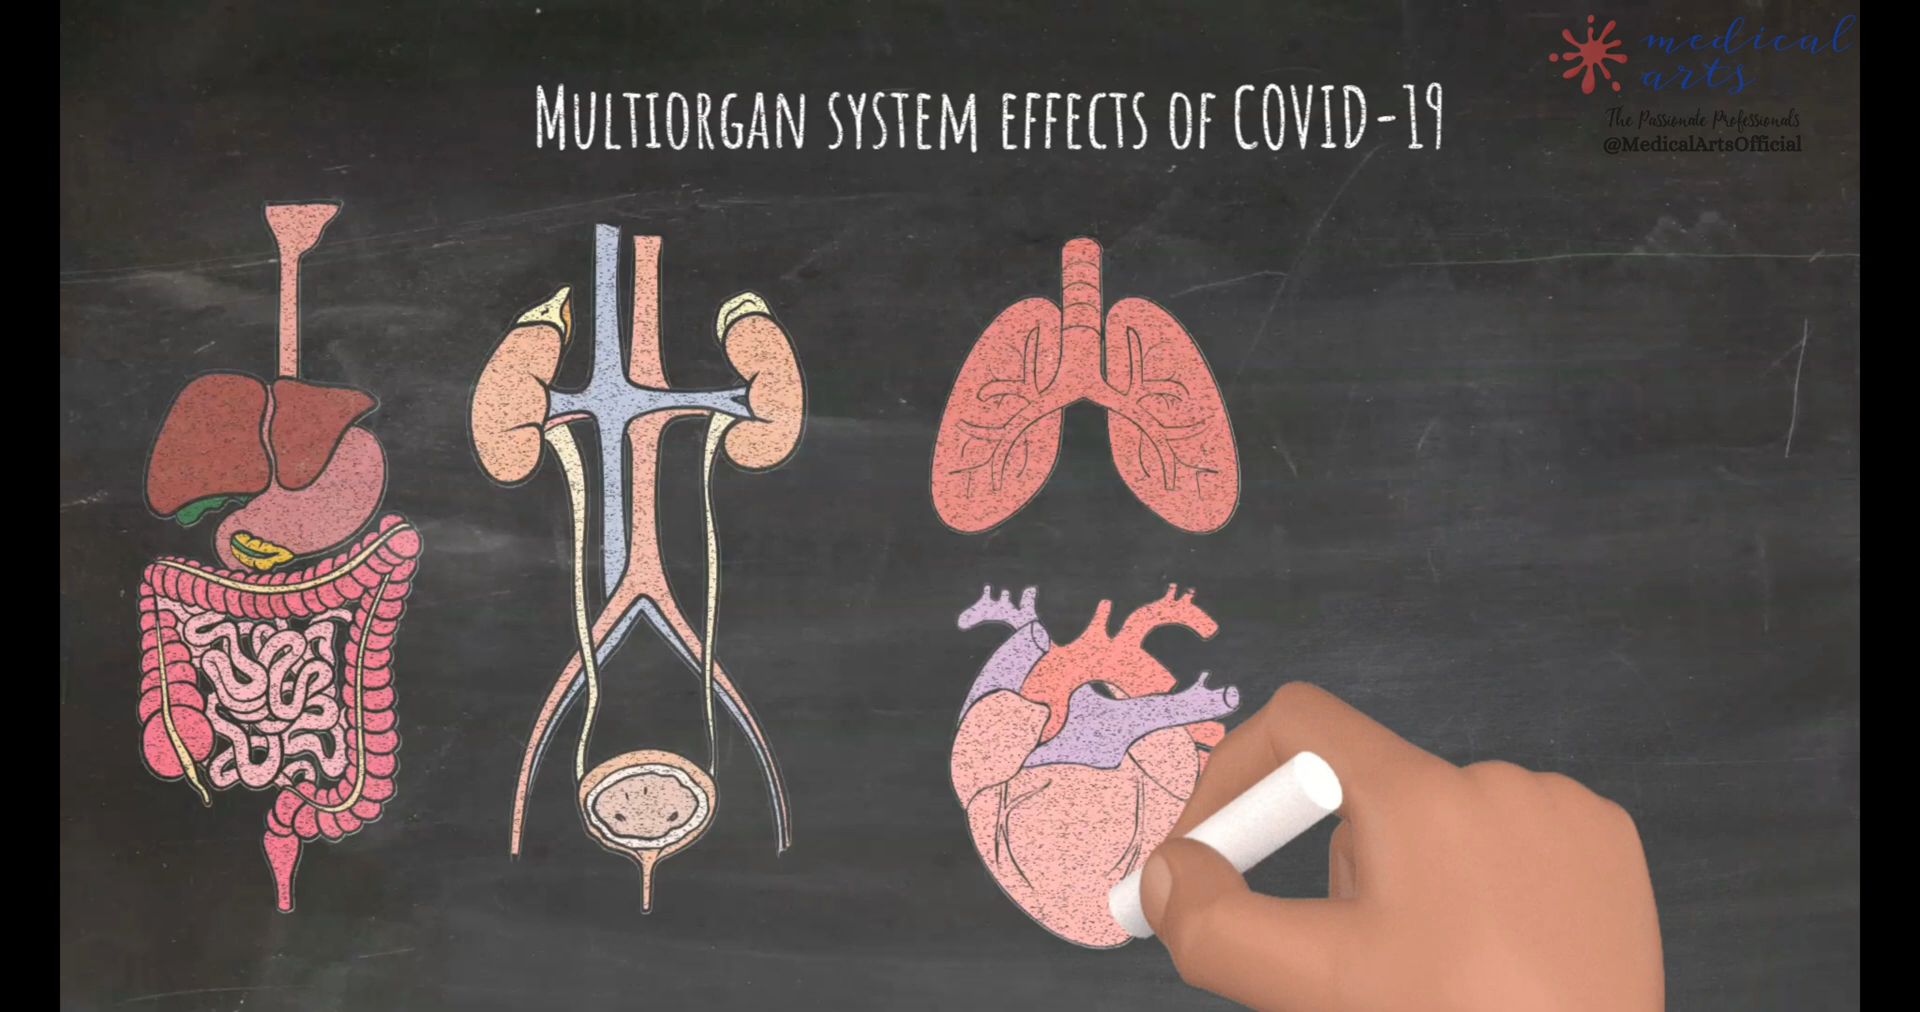 Multiorgan system effects of COVID-19
medical
arts
The Passionate Professionals
@MedicalArtsOfficial